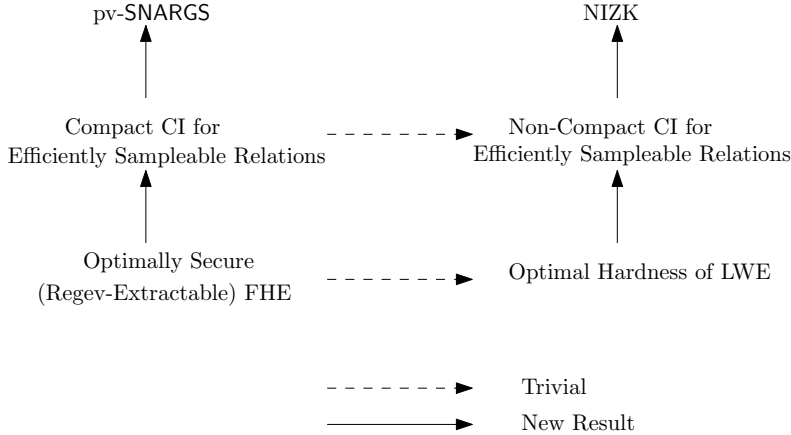 pv-SNARGS
NIZK
Compact CI for
Efficiently Sampleable Relations
Non-Compact CI for
Efficiently Sampleable Relations
Optimally Secure
(Regev-Extractable) FHE
Optimal Hardness of LWE
Trivial
New Result